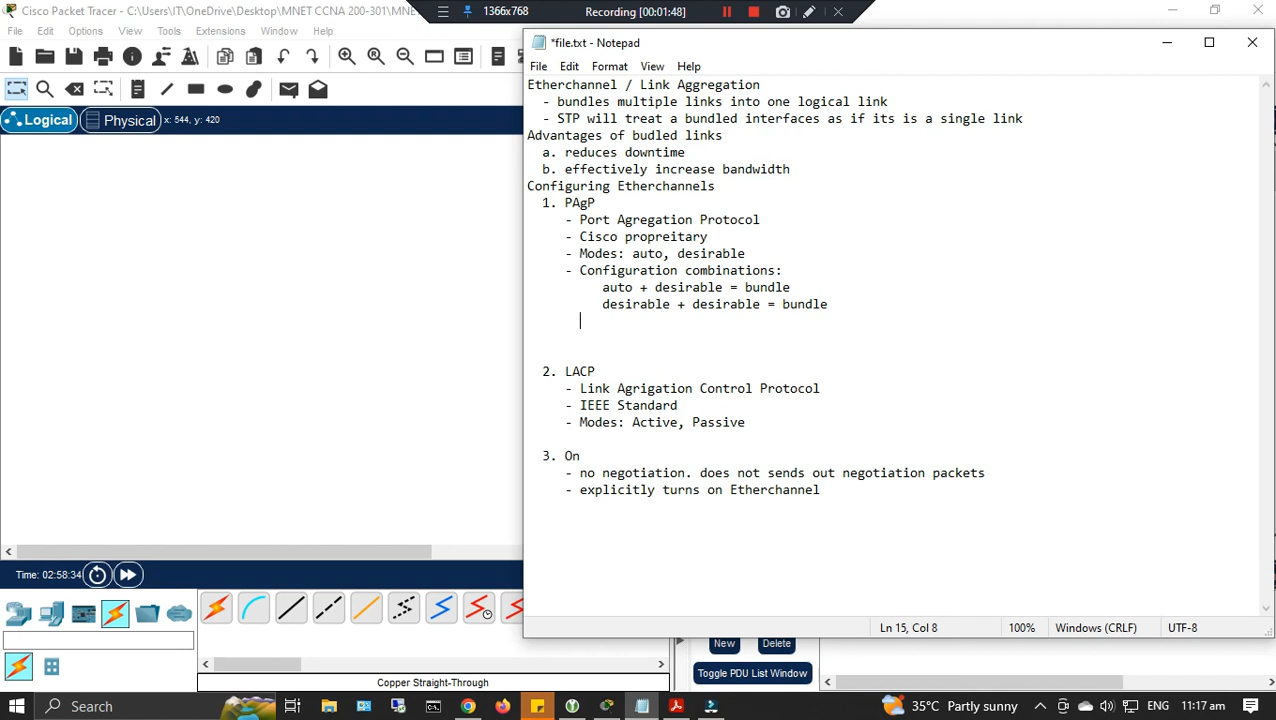 Cisco Packet Tracer - C:\Users\IT\OneDrive\Desktop\MNET CCNA 200-301\MNE
1366x768
Recording [00:01:48]
File Edit Options View Tools Extensions Window Help
Logical
Physical
x: 544, y: 420
*file.txt - Notepad
File Edit Format View Help
Etherchannel / Link Aggregation
- bundles multiple links into one logical link
- STP will treat a bundled interfaces as if its is a single link
Advantages of budled links
a. reduces downtime
b. effectively increase bandwidth
Configuring Etherchannels
1. PAgP
- Port Agregation Protocol
- Cisco propreitary
- Modes: auto, desirable
- Configuration combinations:
auto + desirable = bundle
desirable + desirable = bundle
2. LACP
- Link Agrigation Control Protocol
- IEEE Standard
- Modes: Active, Passive
3. On
- no negotiation. does not sends out negotiation packets
- explicitly turns on Etherchannel
Ln 15, Col 8
100%
Windows (CRLF)
UTF-8
Time: 02:58:34
New
Delete
Toggle PDU List Window
Copper Straight-Through
Search
35°C Partly sunny
ENG
11:17 am